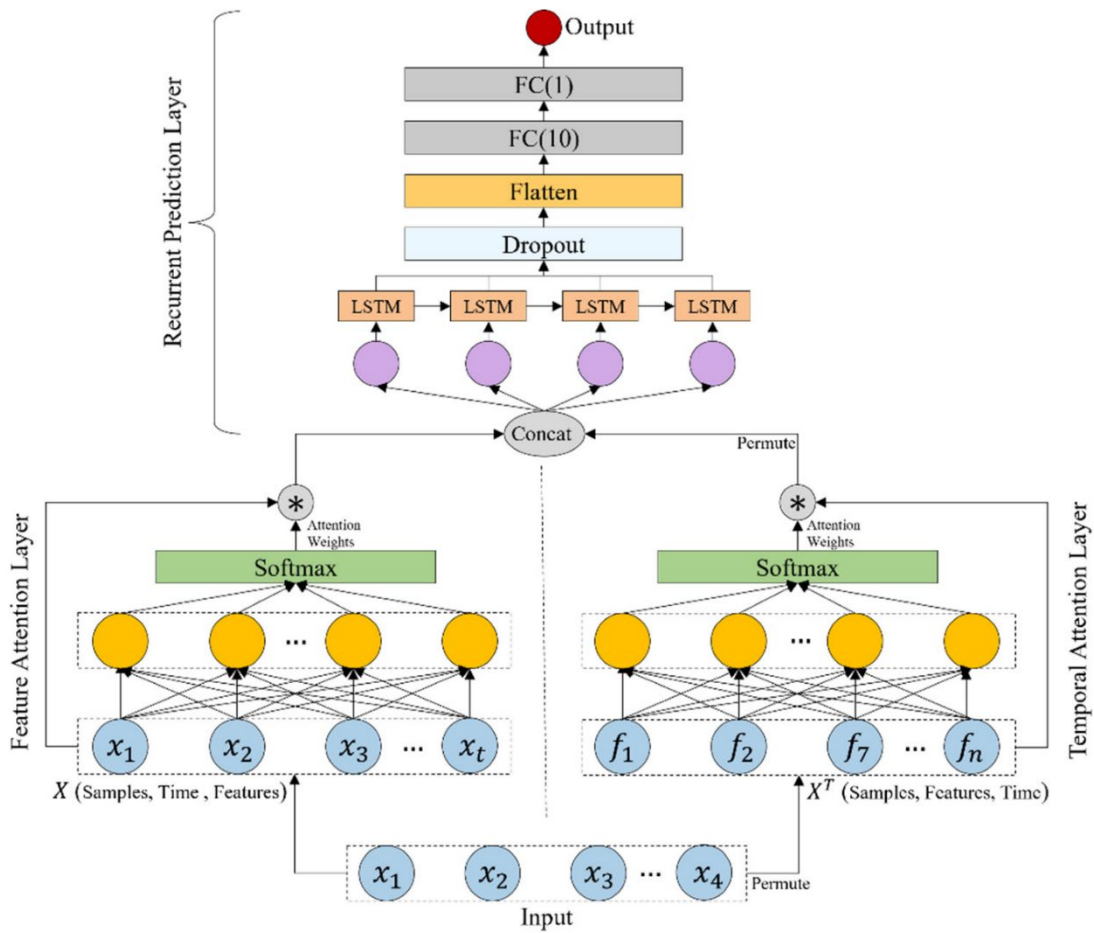 Output
FC(1)
FC(10)
Flatten
Dropout
LSTM LSTM LSTM LSTM
Recurrent Prediction Layer
Concat
Permute
* *
Attention
Weights
Attention
Weights
Softmax Softmax
... ...
Feature Attention Layer
Temporal Attention Layer
x₁ x₂ x₃ ... xₜ f₁ f₂ f₇ ... fₙ
X (Samples, Time , Features) Xᵀ (Samples, Features, Time)
x₁ x₂ x₃ ... x₄
Permute
Input